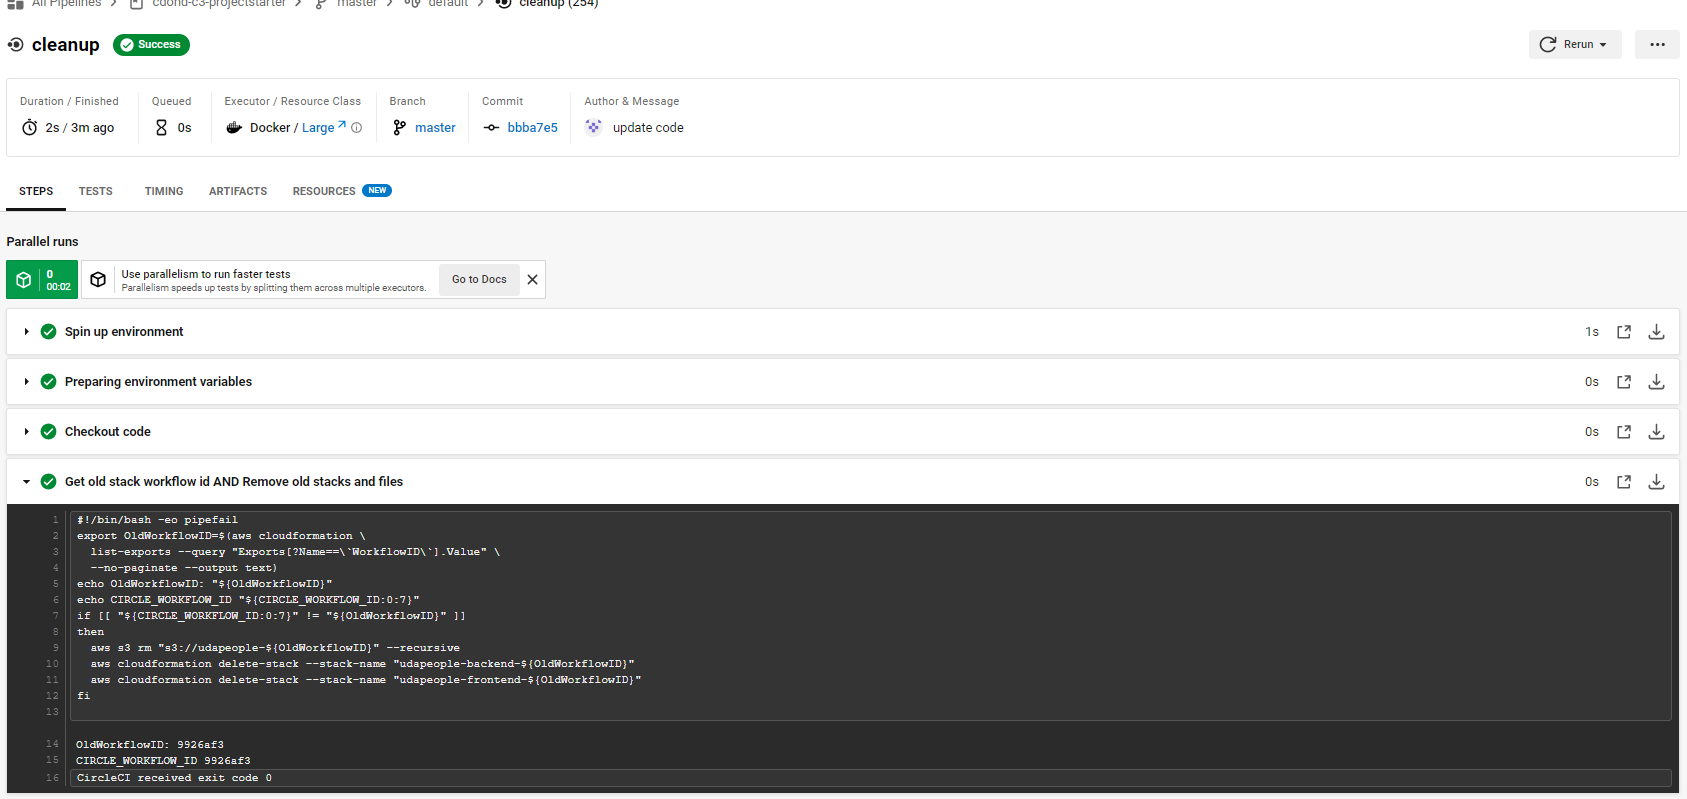 All Pipelines cdond-c3-projectstarter master default cleanup (254)
cleanup Success Rerun
Duration / Finished Queued Executor / Resource Class Branch Commit Author & Message
2s / 3m ago 0s Docker / Large master bbba7e5 update code
STEPS TESTS TIMING ARTIFACTS RESOURCES NEW
Parallel runs
0
00:02
Use parallelism to run faster tests
Parallelism speeds up tests by splitting them across multiple executors.
Go to Docs
Spin up environment 1s
Preparing environment variables 0s
Checkout code 0s
Get old stack workflow id AND Remove old stacks and files 0s
1 #!/bin/bash -eo pipefail
2 export OldWorkflowID=$(aws cloudformation \
3 list-exports --query "Exports[?Name==\`WorkflowID\`].Value" \
4 --no-paginate --output text)
5 echo OldWorkflowID: "${OldWorkflowID}"
6 echo CIRCLE_WORKFLOW_ID "${CIRCLE_WORKFLOW_ID:0:7}"
7 if [[ "${CIRCLE_WORKFLOW_ID:0:7}" != "${OldWorkflowID}" ]]
8 then
9 aws s3 rm "s3://udapeople-${OldWorkflowID}" --recursive
10 aws cloudformation delete-stack --stack-name "udapeople-backend-${OldWorkflowID}"
11 aws cloudformation delete-stack --stack-name "udapeople-frontend-${OldWorkflowID}"
12 fi
13
14 OldWorkflowID: 9926af3
15 CIRCLE_WORKFLOW_ID 9926af3
16 CircleCI received exit code 0